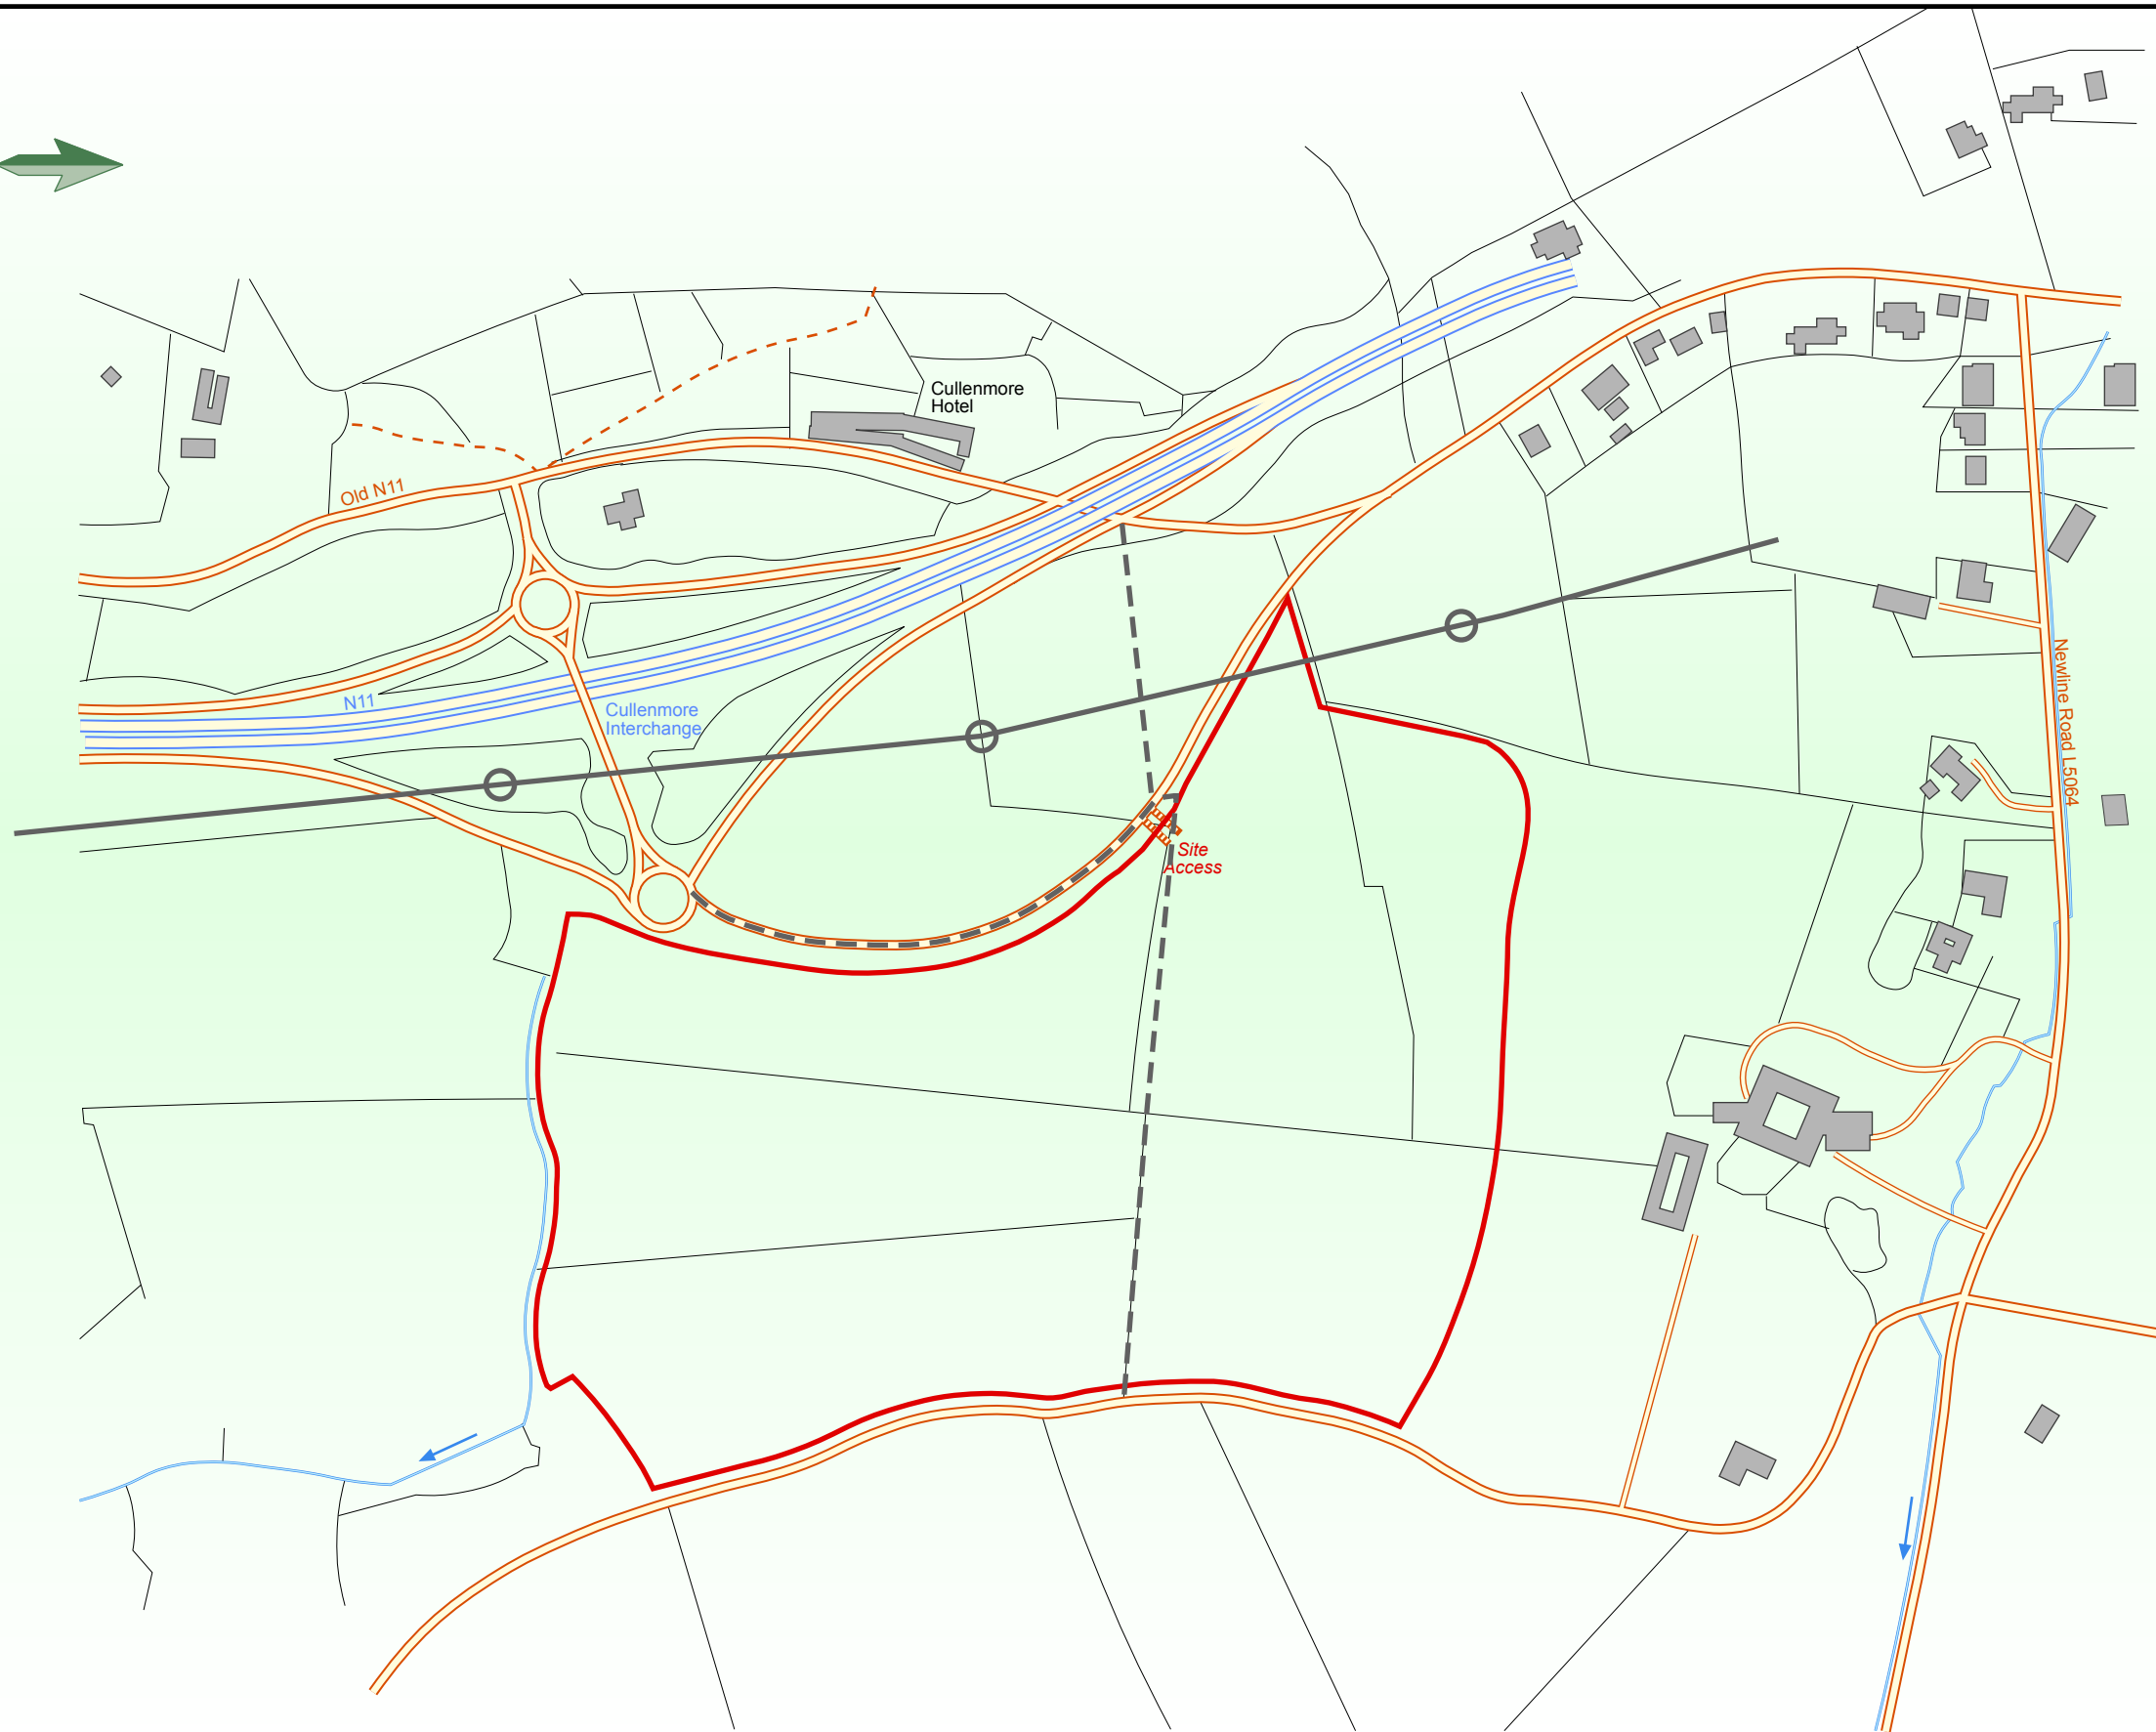 Cullenmore
Hotel
Old N11
N11
Cullenmore
Interchange
Newline Road L5064
Site
Access